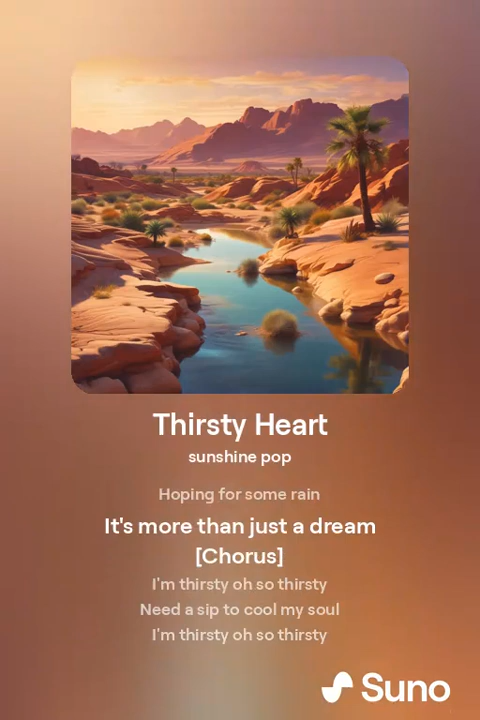 Thirsty Heart
sunshine pop
Hoping for some rain
It's more than just a dream
[Chorus]
I'm thirsty oh so thirsty
Need a sip to cool my soul
I'm thirsty oh so thirsty
Suno